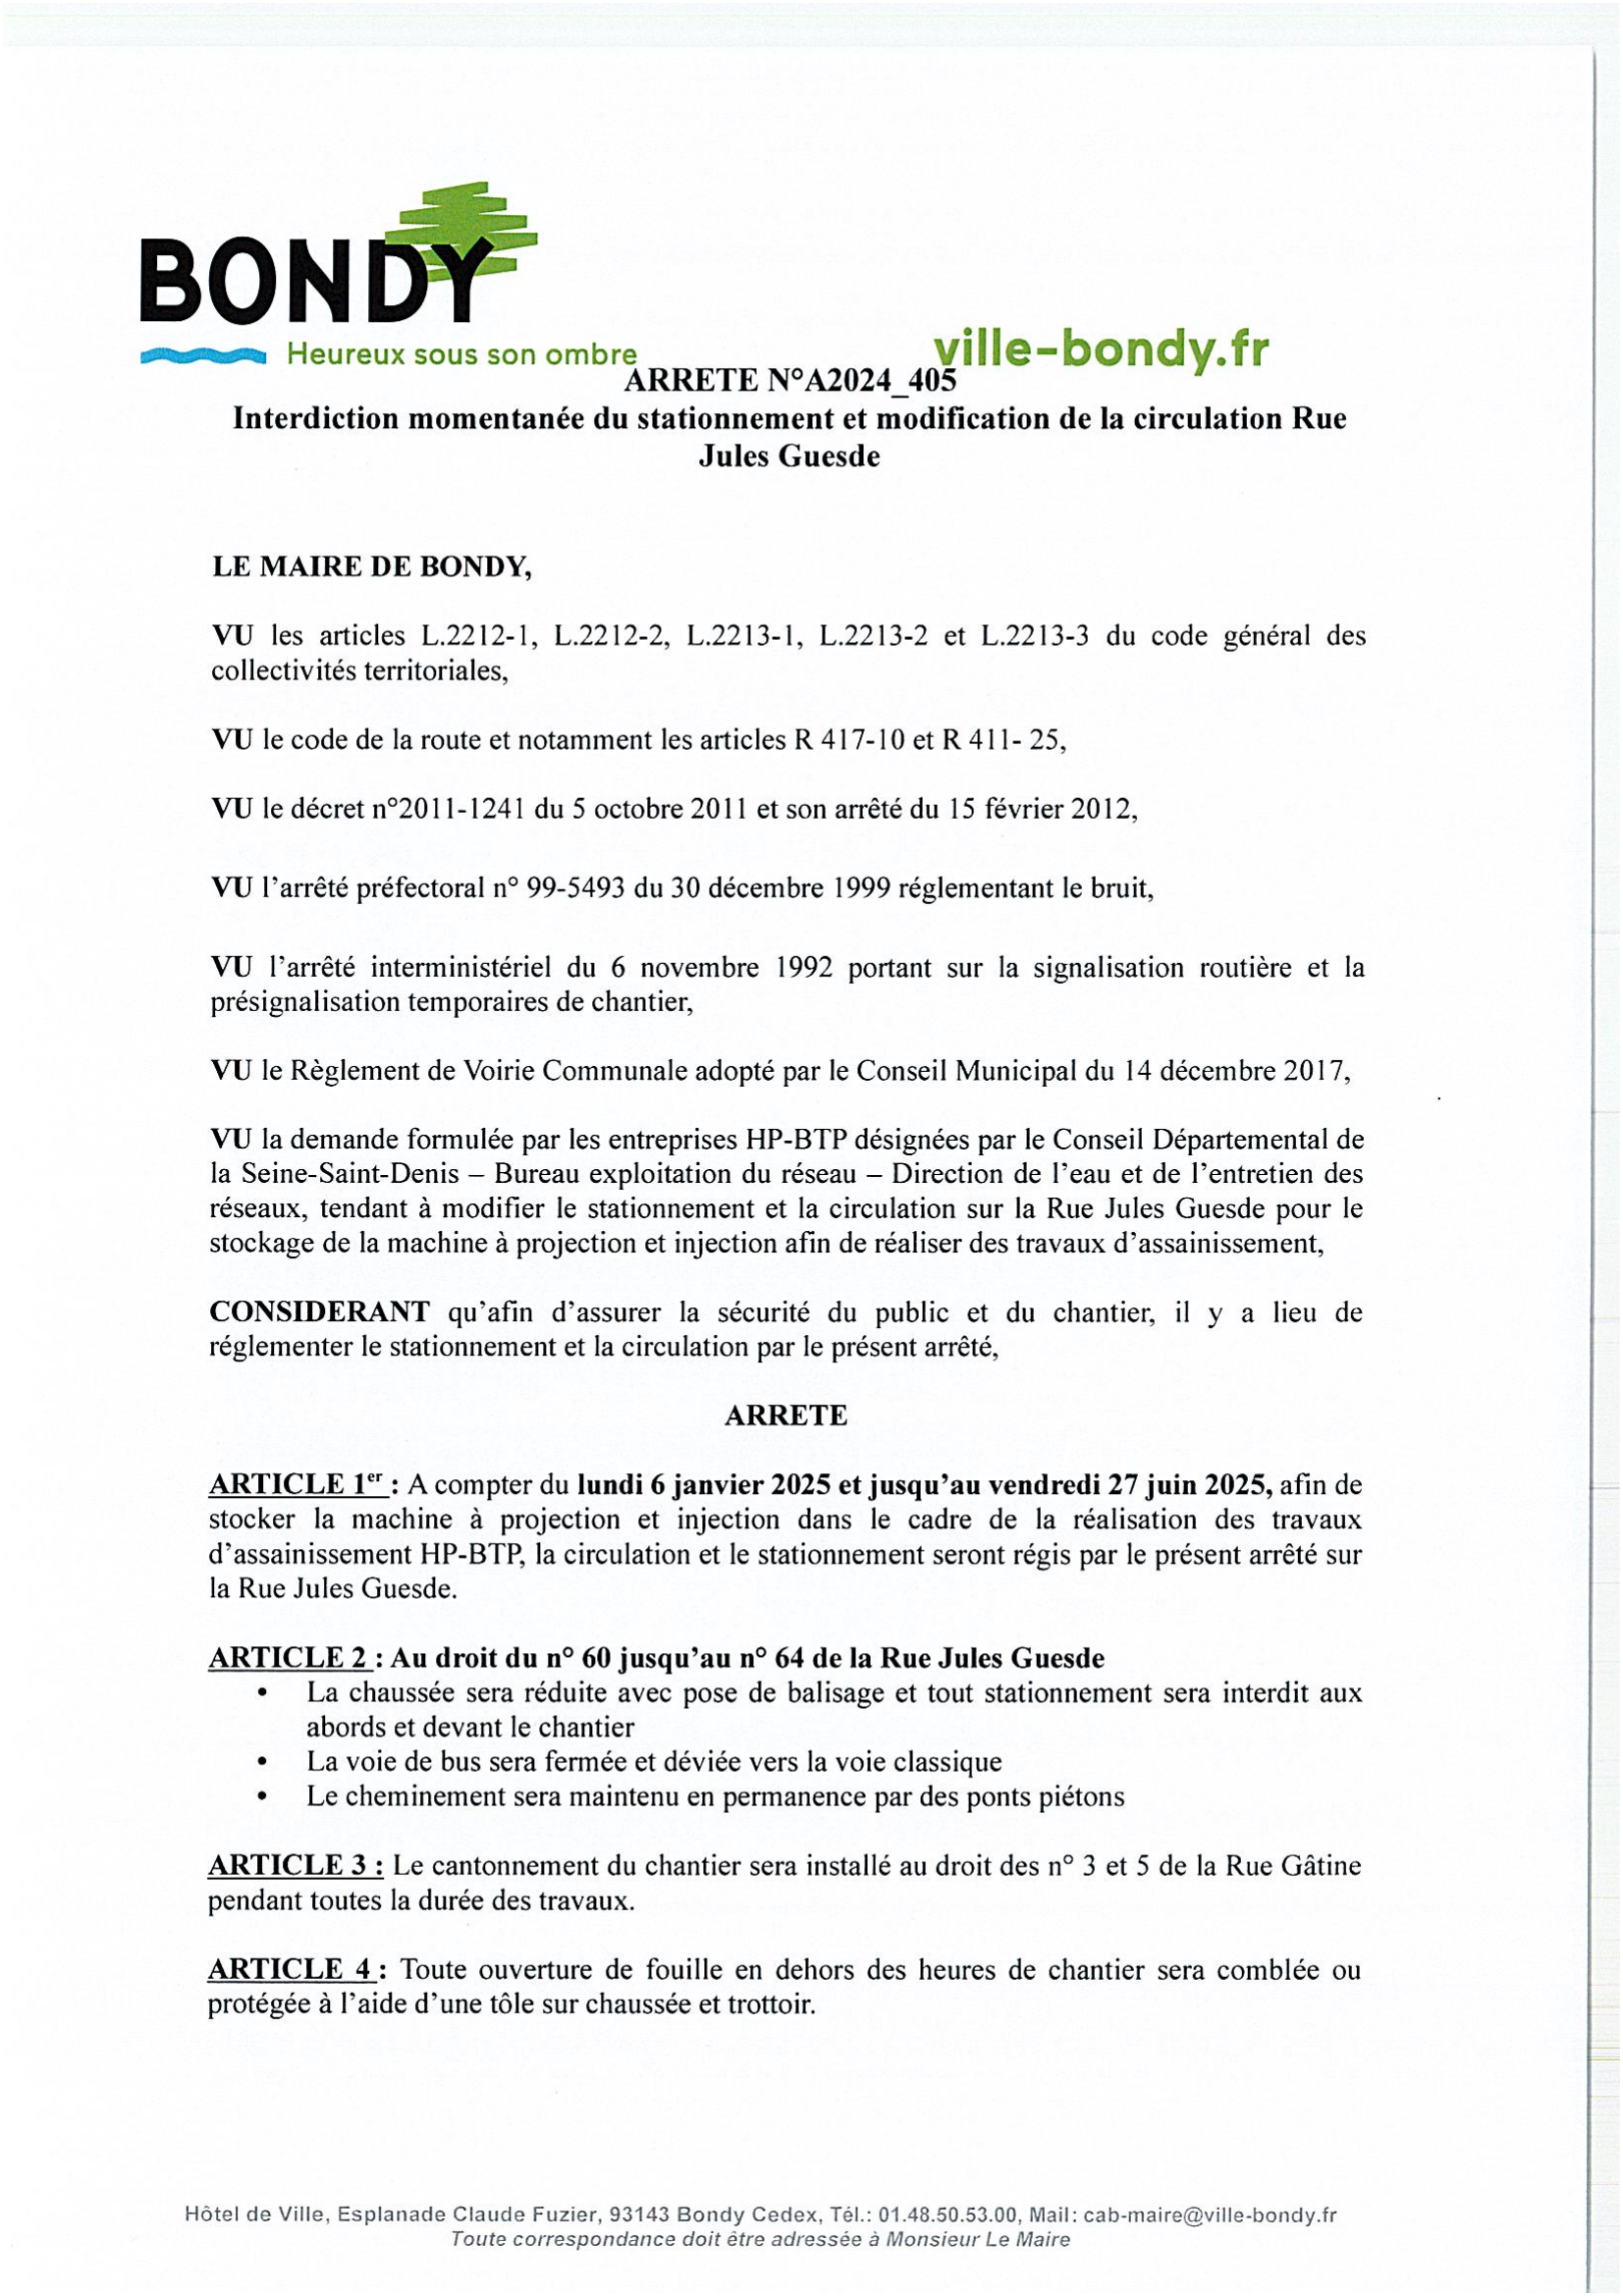 BONDY
Heureux sous son ombre
ville-bondy.fr
ARRETE N°A2024_405
Interdiction momentanée du stationnement et modification de la circulation Rue
Jules Guesde
LE MAIRE DE BONDY,
VU les articles L.2212-1, L.2212-2, L.2213-1, L.2213-2 et L.2213-3 du code général des
collectivités territoriales,
VU le code de la route et notamment les articles R 417-10 et R 411- 25,
VU le décret n°2011-1241 du 5 octobre 2011 et son arrêté du 15 février 2012,
VU l’arrêté préfectoral n° 99-5493 du 30 décembre 1999 réglementant le bruit,
VU l’arrêté interministériel du 6 novembre 1992 portant sur la signalisation routière et la
présignalisation temporaires de chantier,
VU le Règlement de Voirie Communale adopté par le Conseil Municipal du 14 décembre 2017,
VU la demande formulée par les entreprises HP-BTP désignées par le Conseil Départemental de
la Seine-Saint-Denis – Bureau exploitation du réseau – Direction de l’eau et de l’entretien des
réseaux, tendant à modifier le stationnement et la circulation sur la Rue Jules Guesde pour le
stockage de la machine à projection et injection afin de réaliser des travaux d’assainissement,
CONSIDERANT qu’afin d’assurer la sécurité du public et du chantier, il y a lieu de
réglementer le stationnement et la circulation par le présent arrêté,
ARRETE
ARTICLE 1er : A compter du lundi 6 janvier 2025 et jusqu’au vendredi 27 juin 2025, afin de
stocker la machine à projection et injection dans le cadre de la réalisation des travaux
d’assainissement HP-BTP, la circulation et le stationnement seront régis par le présent arrêté sur
la Rue Jules Guesde.
ARTICLE 2 : Au droit du n° 60 jusqu’au n° 64 de la Rue Jules Guesde
• La chaussée sera réduite avec pose de balisage et tout stationnement sera interdit aux
abords et devant le chantier
• La voie de bus sera fermée et déviée vers la voie classique
• Le cheminement sera maintenu en permanence par des ponts piétons
ARTICLE 3 : Le cantonnement du chantier sera installé au droit des n° 3 et 5 de la Rue Gâtine
pendant toutes la durée des travaux.
ARTICLE 4 : Toute ouverture de fouille en dehors des heures de chantier sera comblée ou
protégée à l’aide d’une tôle sur chaussée et trottoir.
Hôtel de Ville, Esplanade Claude Fuzier, 93143 Bondy Cedex, Tél.: 01.48.50.53.00, Mail: cab-maire@ville-bondy.fr
Toute correspondance doit être adressée à Monsieur Le Maire